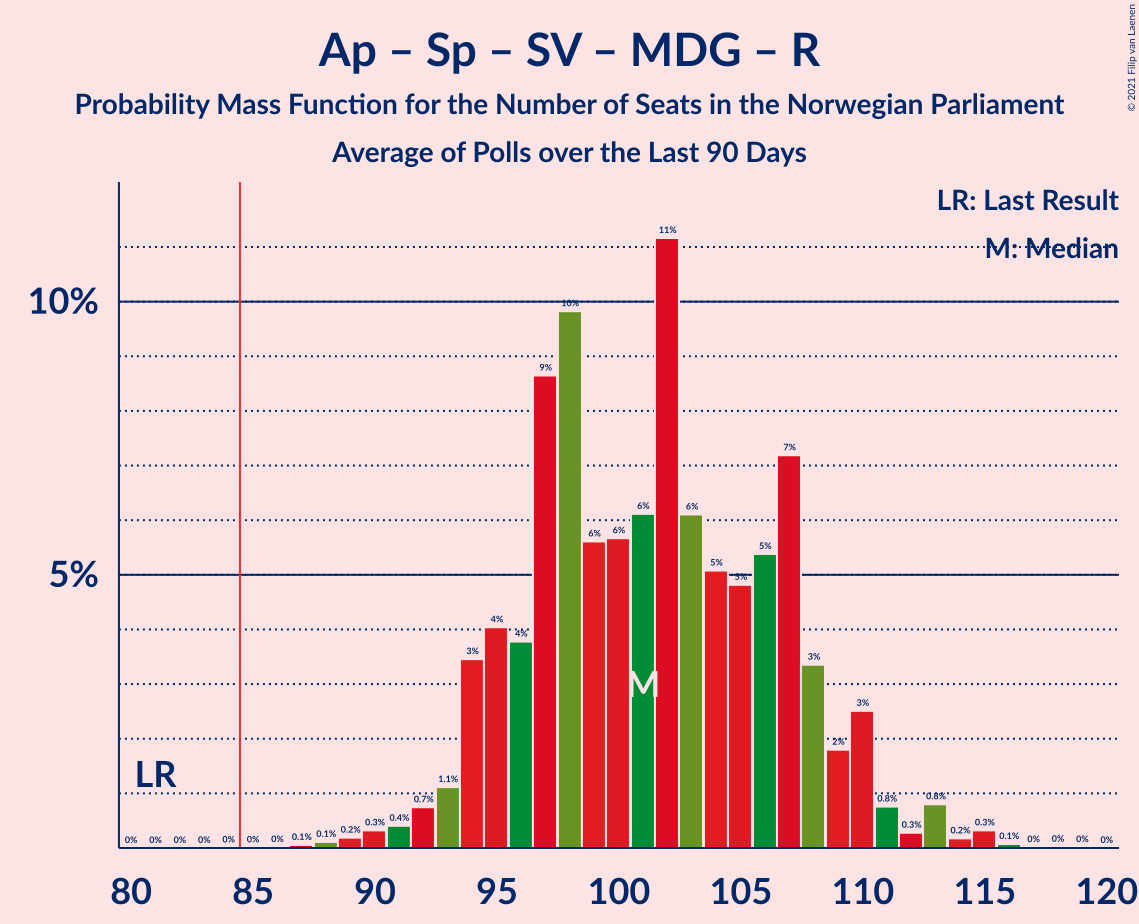 Ap – Sp – SV – MDG – R
Probability Mass Function for the Number of Seats in the Norwegian Parliament
Average of Polls over the Last 90 Days
© 2021 Filip van Laenen
LR: Last Result
M: Median
10%
5%
LR
M
0% 0% 0% 0% 0% 0% 0% 0.1% 0.1% 0.2% 0.3% 0.4% 0.7% 1.1% 3% 4% 4% 9% 10% 6% 6% 6% 11% 6% 5% 5% 5% 7% 3% 2% 3% 0.8% 0.3% 0.8% 0.2% 0.3% 0.1% 0% 0% 0% 0%
80 85 90 95 100 105 110 115 120